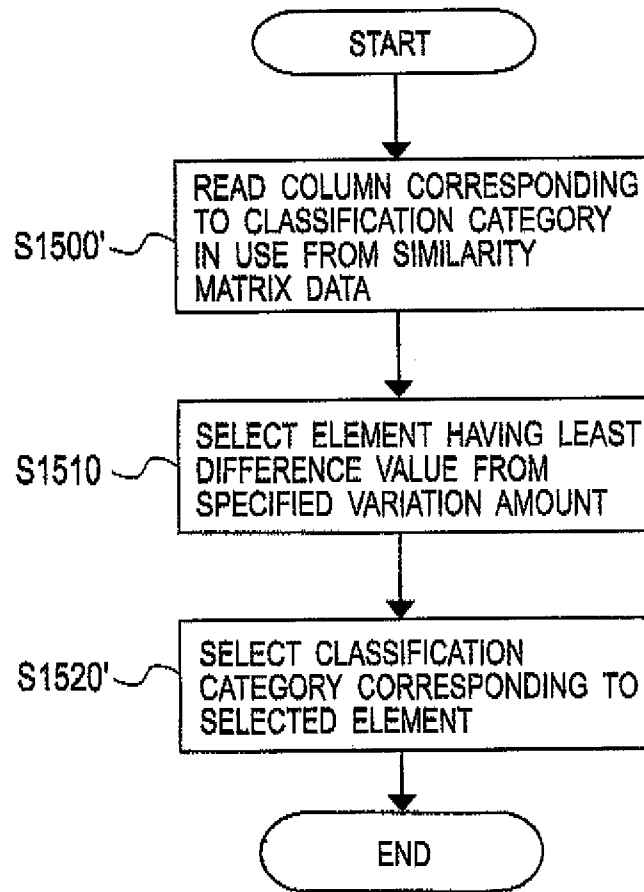 START
S1500'
READ COLUMN CORRESPONDING
TO CLASSIFICATION CATEGORY
IN USE FROM SIMILARITY
MATRIX DATA
S1510
SELECT ELEMENT HAVING LEAST
DIFFERENCE VALUE FROM
SPECIFIED VARIATION AMOUNT
S1520'
SELECT CLASSIFICATION
CATEGORY CORRESPONDING TO
SELECTED ELEMENT
END